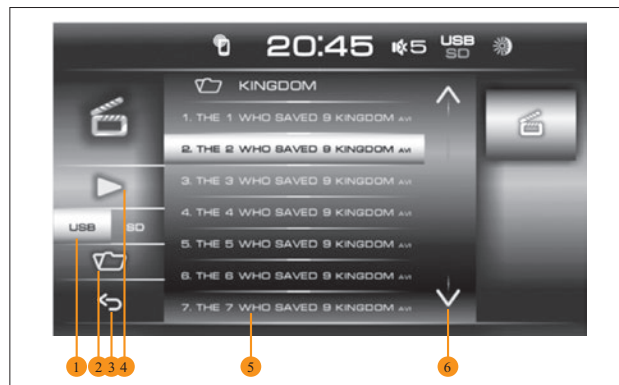 20:45 5 USB
SD
KINGDOM
1. THE 1 WHO SAVED 9 KINGDOM AVI
2. THE 2 WHO SAVED 9 KINGDOM AVI
3. THE 3 WHO SAVED 9 KINGDOM AVI
4. THE 4 WHO SAVED 9 KINGDOM AVI
USB SD
5. THE 5 WHO SAVED 9 KINGDOM AVI
6. THE 6 WHO SAVED 9 KINGDOM AVI
7. THE 7 WHO SAVED 9 KINGDOM AVI
1 2 3 4 5 6